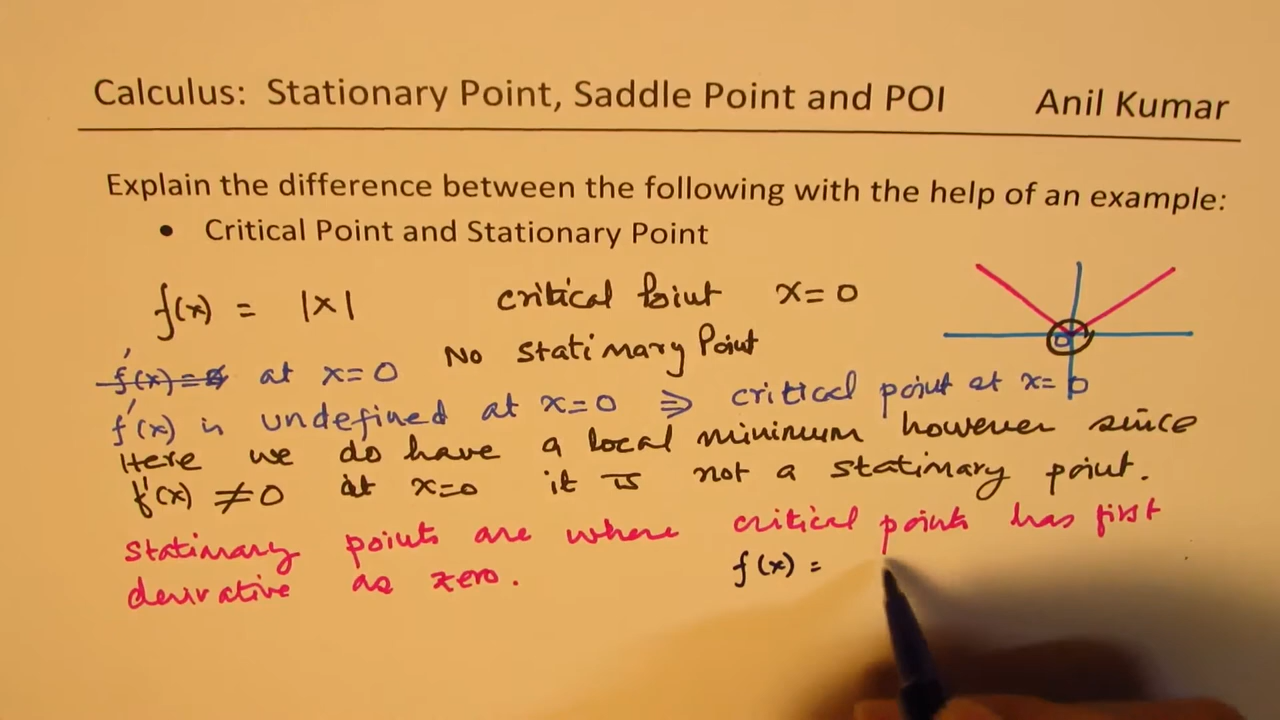 Calculus: Stationary Point, Saddle Point and POI Anil Kumar
Explain the difference between the following with the help of an example:
• Critical Point and Stationary Point
f(x) = |x| critical Point x = 0
No stationary Point
0
f'(x) = 0 at x = 0
f'(x) is undefined at x = 0 ⇒ critical point at x = 0
Here we do have a local minimum however since
f'(x) ≠ 0 at x=0 it is not a stationary point.
stationary points are where critical points has first
derivative as zero.
f(x) =